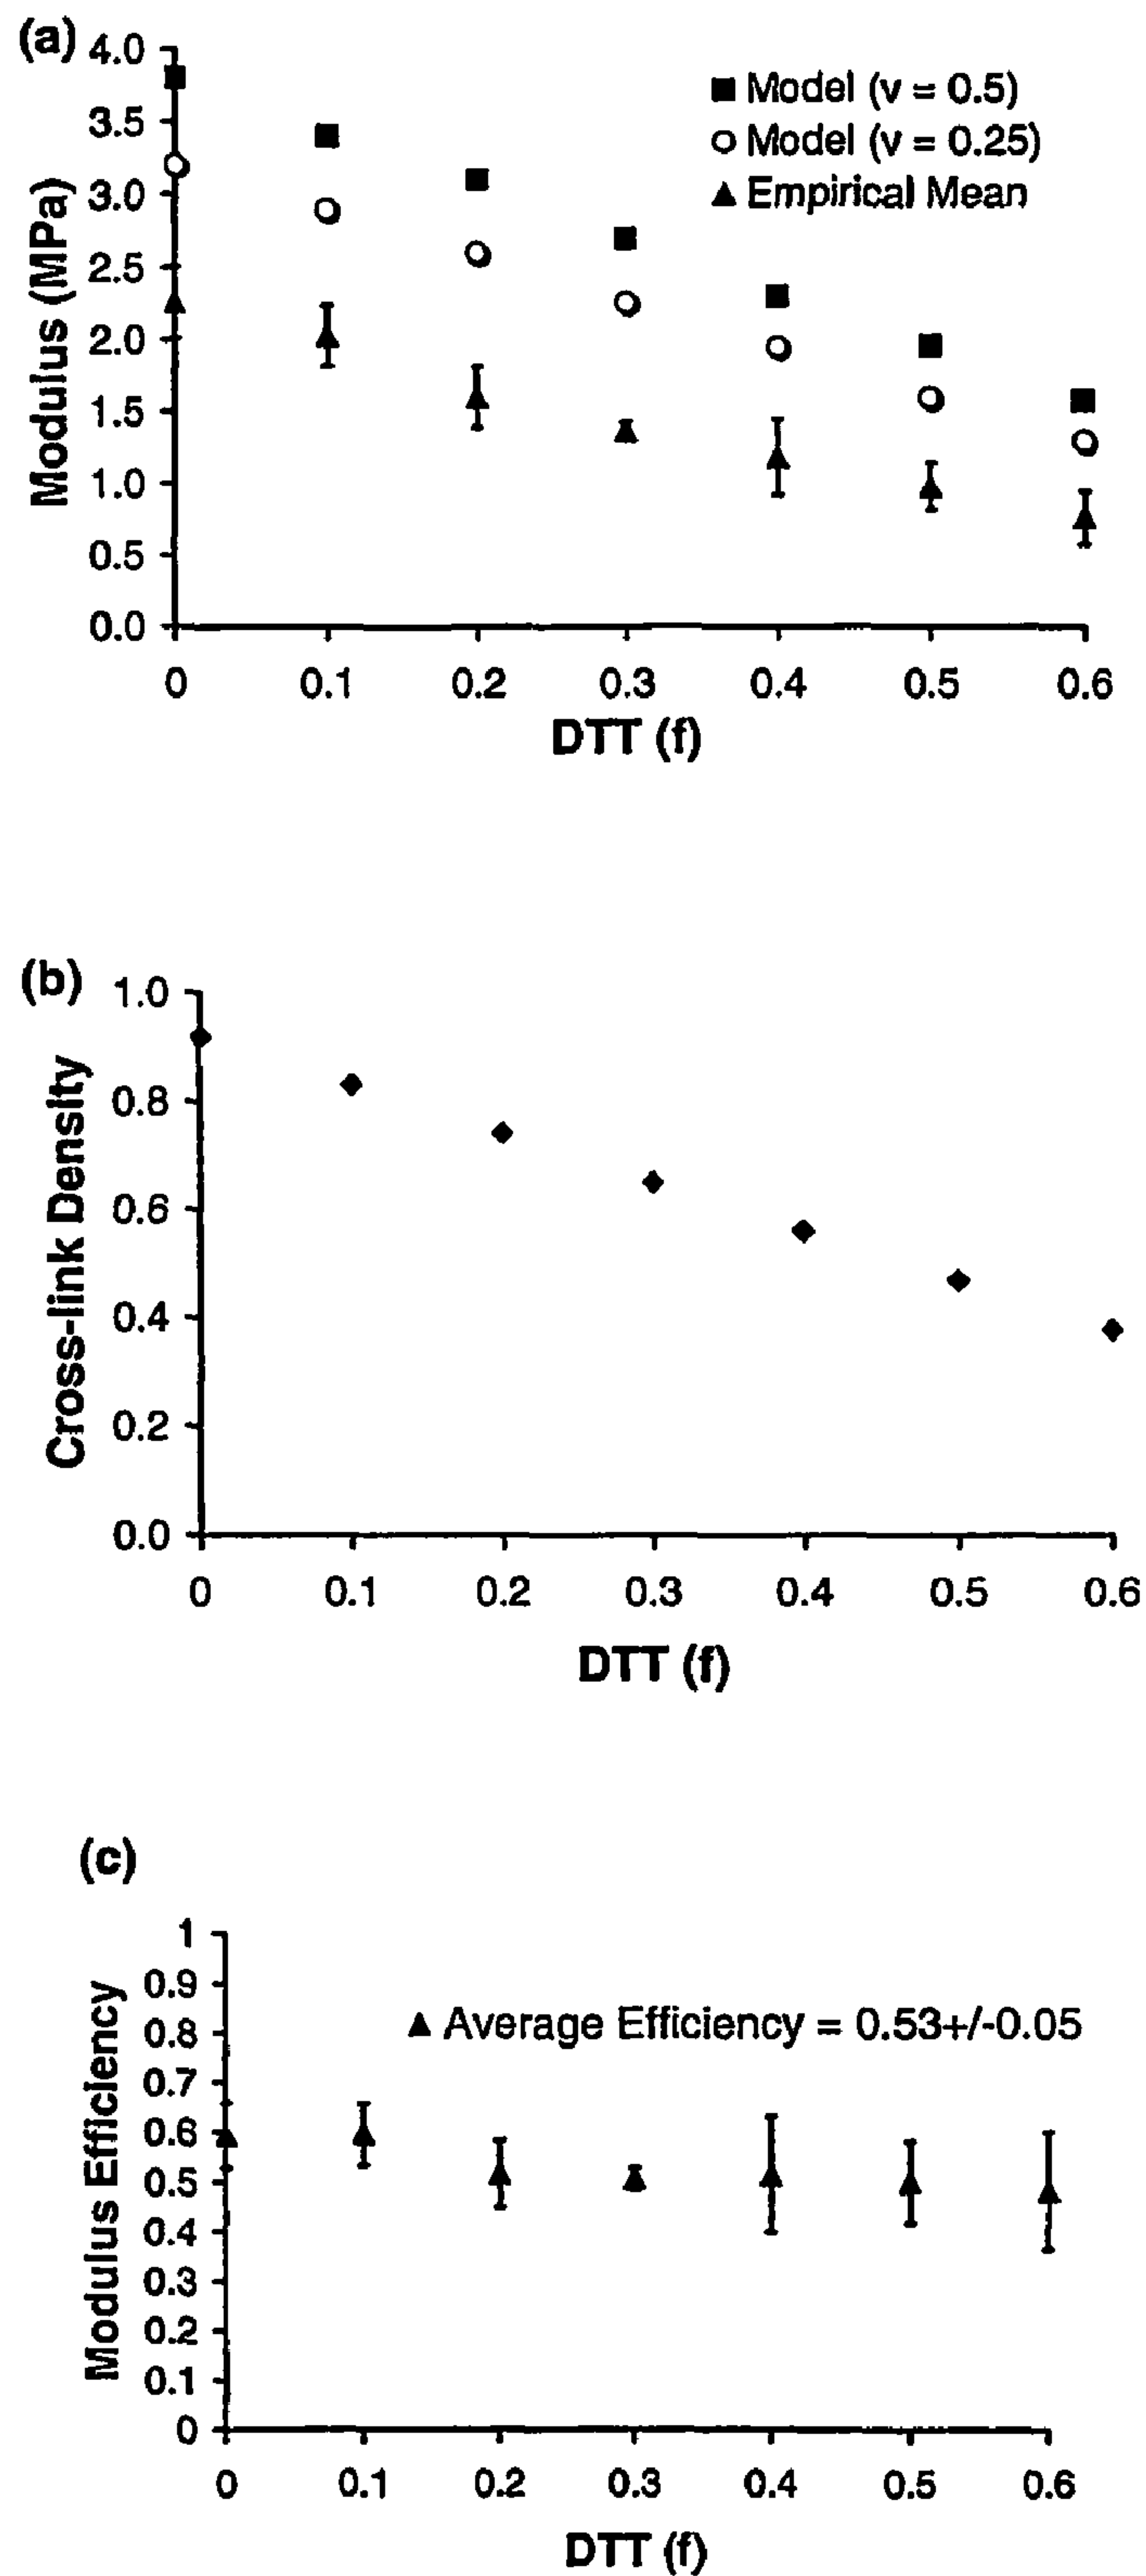 (a)
4.0
3.5
3.0
2.5
2.0
1.5
1.0
0.5
0.0
Modulus (MPa)
■ Model (v = 0.5)
○ Model (v = 0.25)
▲ Empirical Mean
0 0.1 0.2 0.3 0.4 0.5 0.6
DTT (f)
(b)
1.0
0.8
0.6
0.4
0.2
0.0
Cross-link Density
0 0.1 0.2 0.3 0.4 0.5 0.6
DTT (f)
(c)
1
0.9
0.8
0.7
0.6
0.5
0.4
0.3
0.2
0.1
0
Modulus Efficiency
▲ Average Efficiency = 0.53+/-0.05
0 0.1 0.2 0.3 0.4 0.5 0.6
DTT (f)